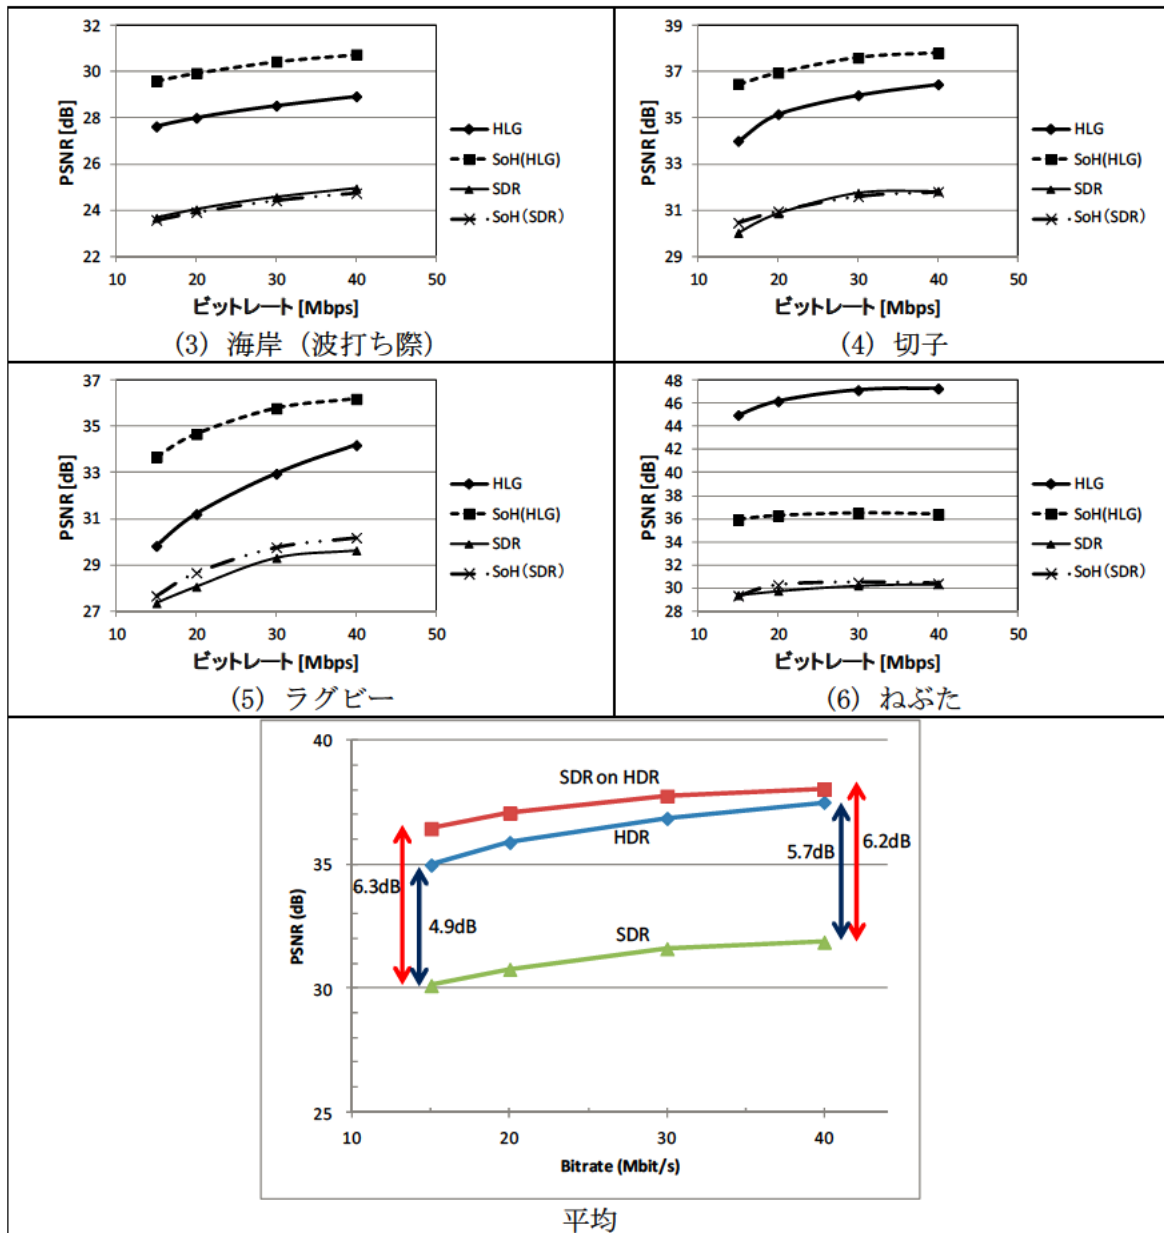 32
30
28
26
24
22
PSNR [dB]
10 20 30 40 50
ビットレート [Mbps]
HLG
SoH(HLG)
SDR
SoH(SDR)
(3) 海岸（波打ち際）
39
37
35
33
31
29
PSNR [dB]
10 20 30 40 50
ビットレート [Mbps]
HLG
SoH(HLG)
SDR
SoH(SDR)
(4) 切子
37
35
33
31
29
27
PSNR [dB]
10 20 30 40 50
ビットレート [Mbps]
HLG
SoH(HLG)
SDR
SoH(SDR)
(5) ラグビー
48
46
44
42
40
38
36
34
32
30
28
PSNR [dB]
10 20 30 40 50
ビットレート [Mbps]
HLG
SoH(HLG)
SDR
SoH(SDR)
(6) ねぶた
40
35
30
25
PSNR (dB)
SDR on HDR
HDR
SDR
6.3dB
4.9dB
5.7dB
6.2dB
10 20 30 40
Bitrate (Mbit/s)
平均